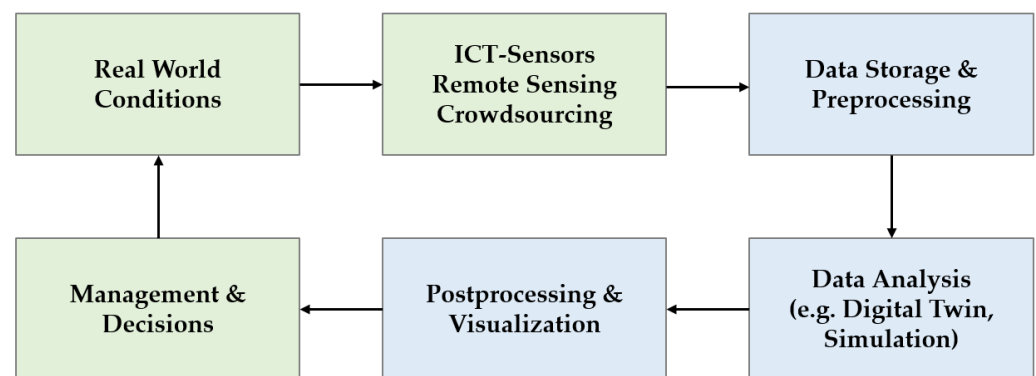 Real World
Conditions
ICT-Sensors
Remote Sensing
Crowdsourcing
Data Storage &
Preprocessing
Management &
Decisions
Postprocessing &
Visualization
Data Analysis
(e.g. Digital Twin,
Simulation)